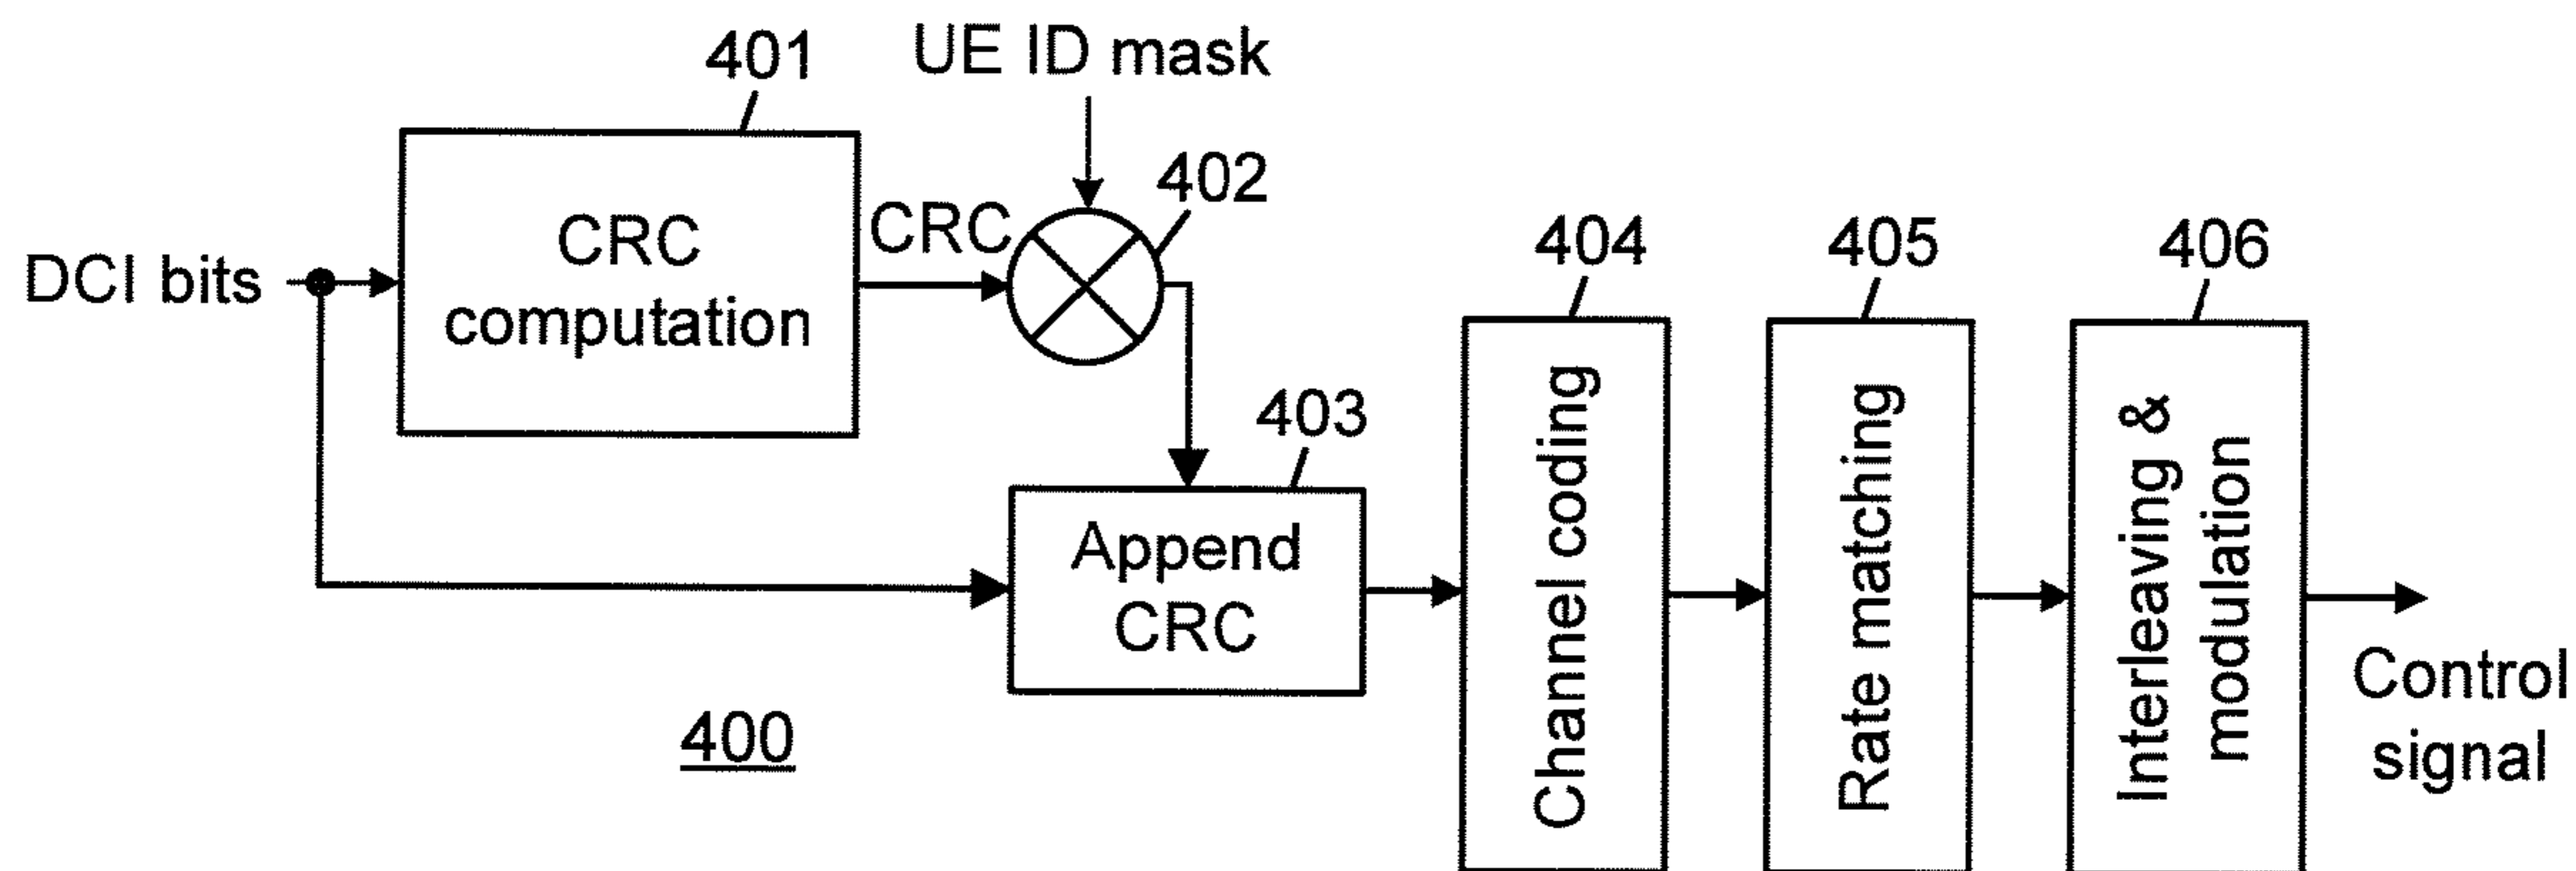 401
UE ID mask
402
CRC
computation
CRC
DCI bits
403
Append
CRC
404
405
406
Channel coding
Rate matching
Interleaving &
modulation
Control
signal
400